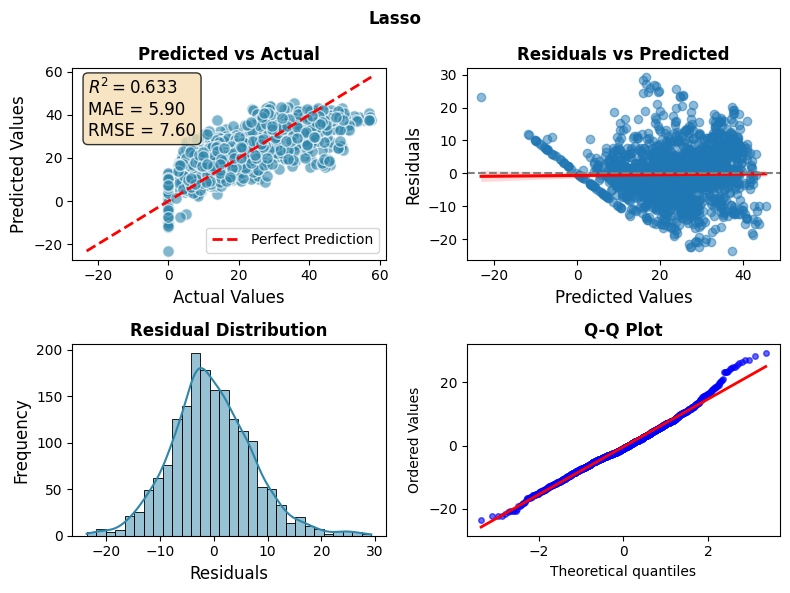 Lasso
Predicted vs Actual
R² = 0.633
MAE = 5.90
RMSE = 7.60
Perfect Prediction
Predicted Values
60
40
20
0
−20
−20
0
20
40
60
Actual Values
Residuals vs Predicted
Residuals
30
20
10
0
−10
−20
−20
0
20
40
Predicted Values
Residual Distribution
Frequency
200
150
100
50
0
−20
−10
0
10
20
30
Residuals
Q-Q Plot
Ordered Values
20
0
−20
−2
0
2
Theoretical quantiles